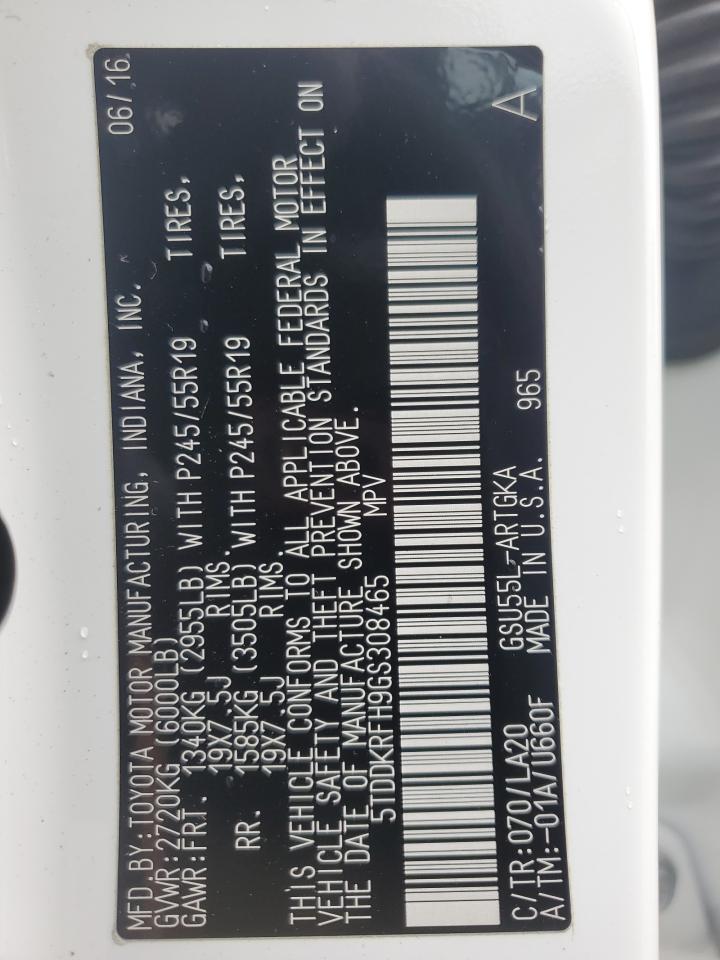 MFD.BY:TOYOTA MOTOR MANUFACTURING, INDIANA, INC. 06/16
GVWR:2720KG (6000LB)
GAWR:FRT. 1340KG (2955LB) WITH P245/55R19 TIRES,
19X7.5J RIMS.
RR. 1585KG (3505LB) WITH P245/55R19 TIRES,
19X7.5J RIMS.
THIS VEHICLE CONFORMS TO ALL APPLICABLE FEDERAL MOTOR
VEHICLE SAFETY AND THEFT PREVENTION STANDARDS IN EFFECT ON
THE DATE OF MANUFACTURE SHOWN ABOVE.
5TDDKRFH9GS308465 MPV
C/TR:070/LA20 GSU55L-ARTGKA A
A/TM:-01A/U660F MADE IN U.S.A. 965